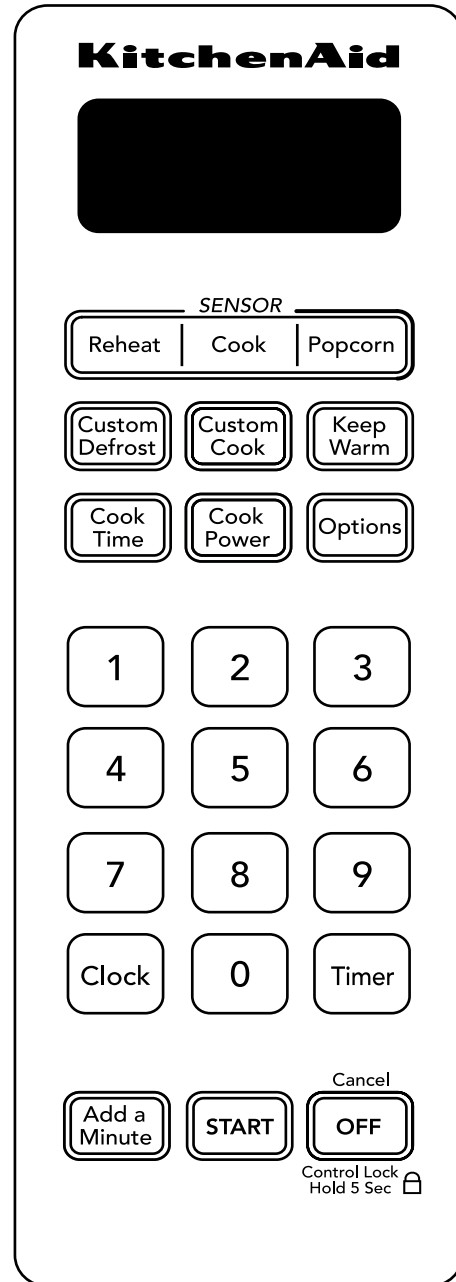 KitchenAid
SENSOR
Reheat Cook Popcorn
Custom Defrost
Custom Cook
Keep Warm
Cook Time
Cook Power
Options
1 2 3
4 5 6
7 8 9
Clock 0 Timer
Cancel
Add a Minute
START
OFF
Control Lock
Hold 5 Sec